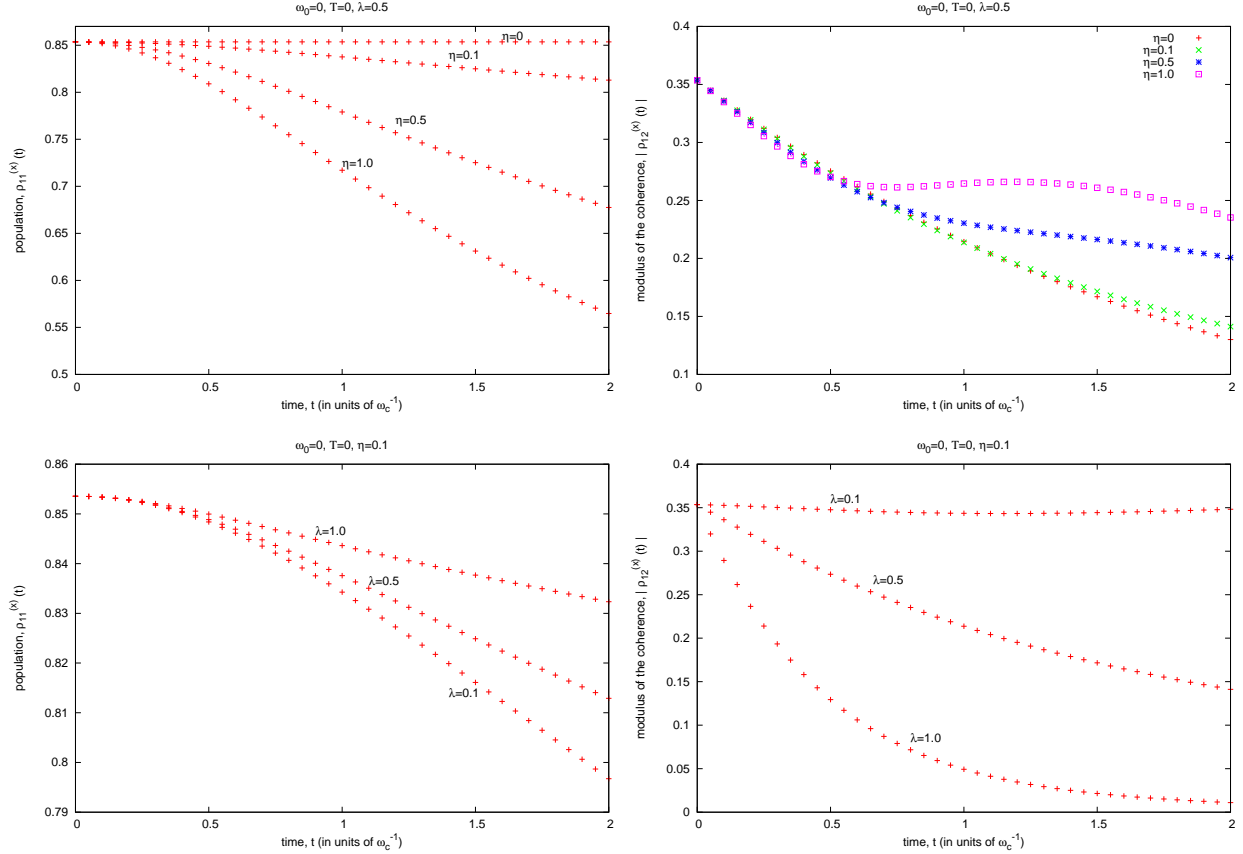 ω0=0, T=0, λ=0.5
population, ρ11(x) (t)
0.85
0.8
0.75
0.7
0.65
0.6
0.55
0.5
η=0
η=0.1
η=0.5
η=1.0
0
0.5
1
1.5
2
time, t (in units of ωc-1)
ω0=0, T=0, λ=0.5
modulus of the coherence, | ρ12(x) (t) |
0.4
0.35
0.3
0.25
0.2
0.15
0.1
η=0
η=0.1
η=0.5
η=1.0
0
0.5
1
1.5
2
time, t (in units of ωc-1)
ω0=0, T=0, η=0.1
population, ρ11(x) (t)
0.86
0.85
0.84
0.83
0.82
0.81
0.8
0.79
λ=1.0
λ=0.5
λ=0.1
0
0.5
1
1.5
2
time, t (in units of ωc-1)
ω0=0, T=0, η=0.1
modulus of the coherence, | ρ12(x) (t) |
0.4
0.35
0.3
0.25
0.2
0.15
0.1
0.05
0
λ=0.1
λ=0.5
λ=1.0
0
0.5
1
1.5
2
time, t (in units of ωc-1)